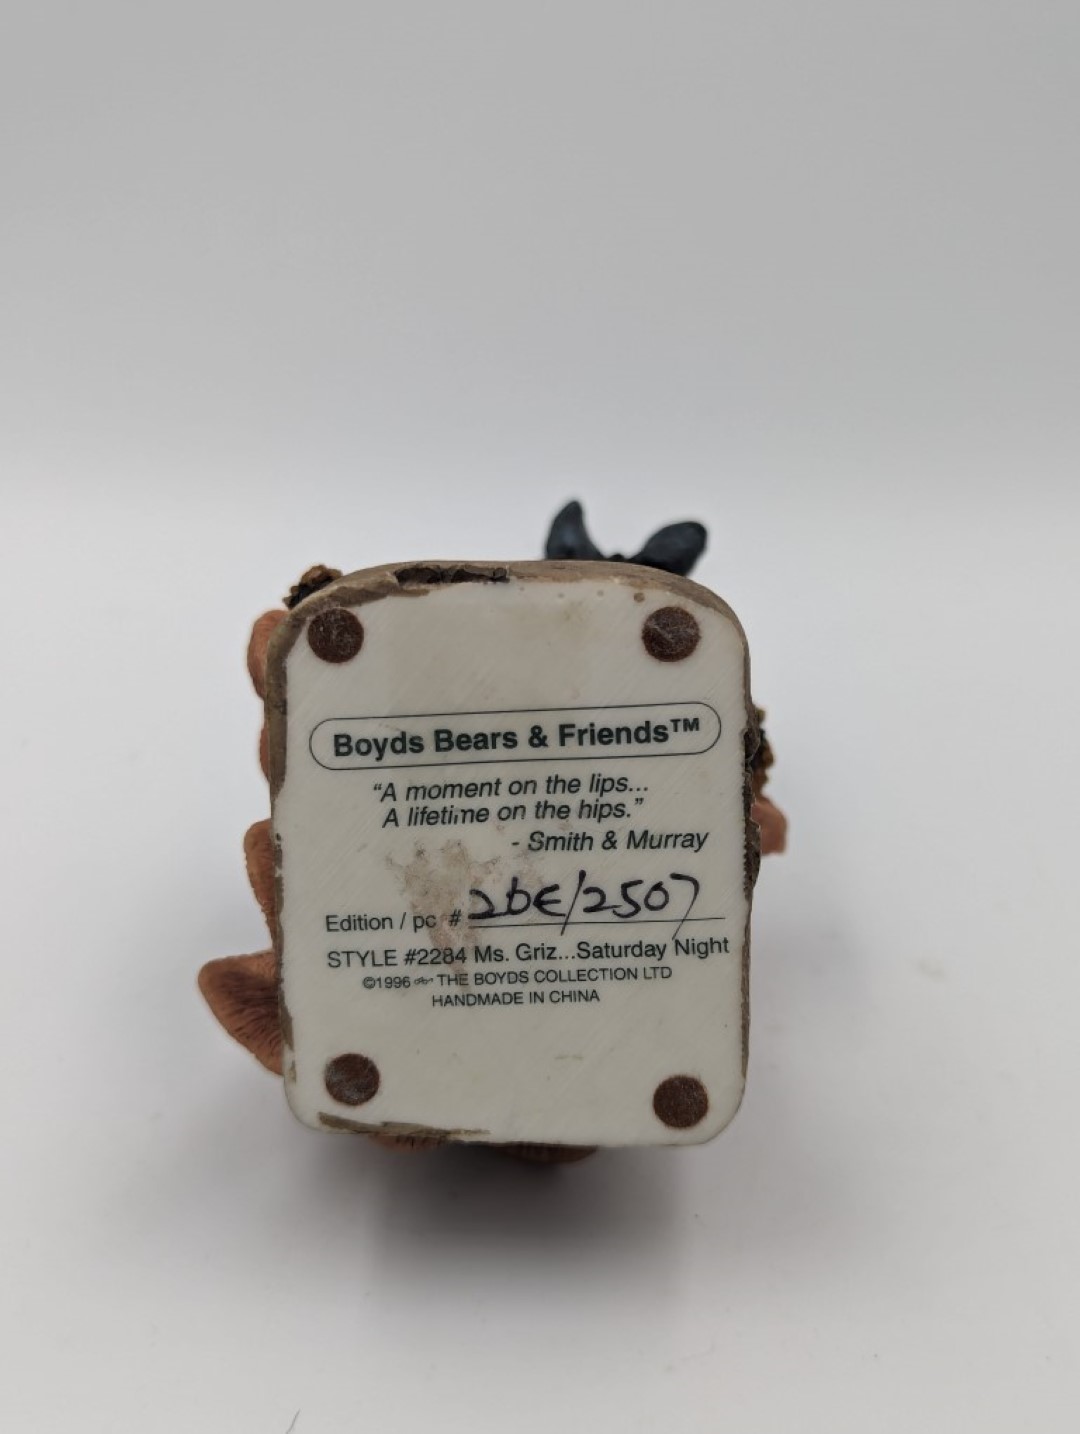 Boyds Bears & Friends™
“A moment on the lips...
A lifetime on the hips.”
- Smith & Murray
Edition / pc # 26E/2507
STYLE #2284 Ms. Griz...Saturday Night
©1996 THE BOYDS COLLECTION LTD
HANDMADE IN CHINA